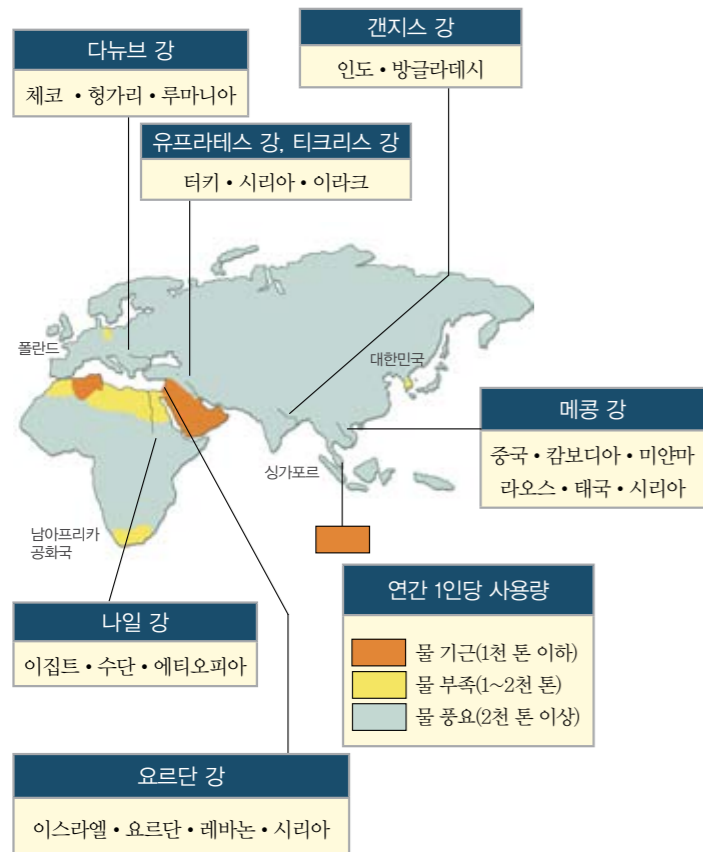 갠지스 강
인도 • 방글라데시
다뉴브 강
체코 • 헝가리 • 루마니아
유프라테스 강, 티크리스 강
터키 • 시리아 • 이라크
폴란드
대한민국
메콩 강
중국 • 캄보디아 • 미얀마
라오스 • 태국 • 시리아
싱가포르
남아프리카
공화국
연간 1인당 사용량
물 기근(1천 톤 이하)
물 부족(1~2천 톤)
물 풍요(2천 톤 이상)
나일 강
이집트 • 수단 • 에티오피아
요르단 강
이스라엘 • 요르단 • 레바논 • 시리아